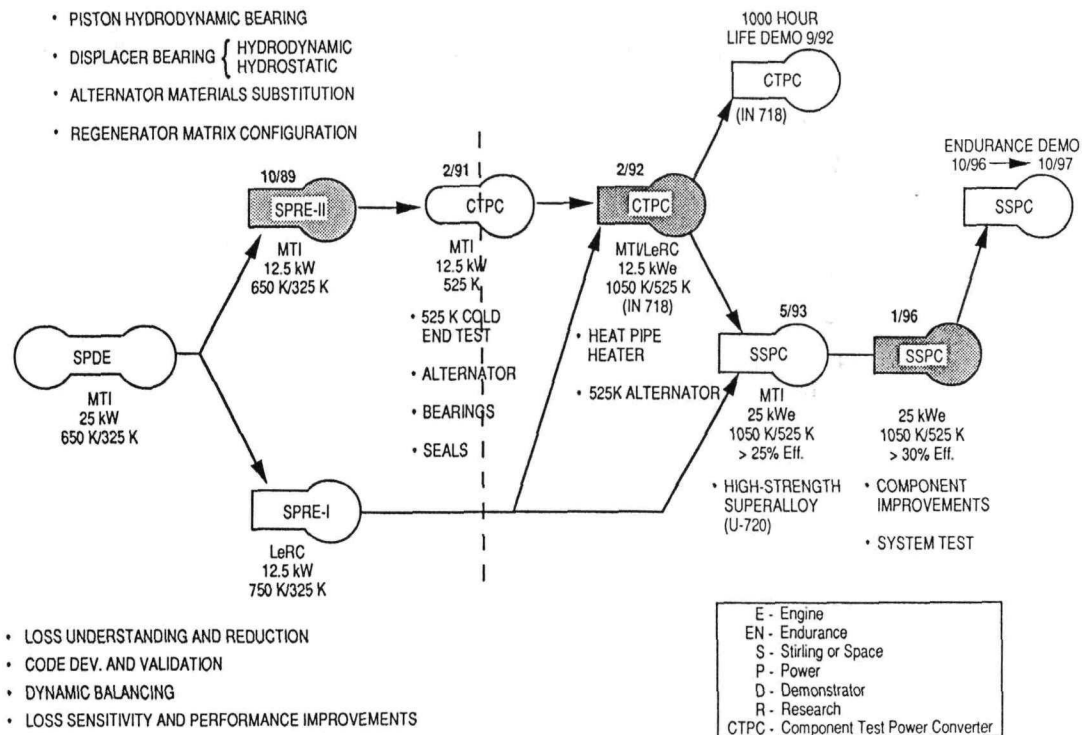 • PISTON HYDRODYNAMIC BEARING
• DISPLACER BEARING { HYDRODYNAMIC
HYDROSTATIC
• ALTERNATOR MATERIALS SUBSTITUTION
• REGENERATOR MATRIX CONFIGURATION
1000 HOUR
LIFE DEMO 9/92
CTPC
(IN 718)
ENDURANCE DEMO
10/96 10/97
SSPC
10/89
SPRE-II
MTI
12.5 kW
650 K/325 K
2/91
CTPC
MTI
12.5 kW
525 K
• 525 K COLD
END TEST
• ALTERNATOR
• BEARINGS
• SEALS
2/92
CTPC
MTI/LeRC
12.5 kWe
1050 K/525 K
(IN 718)
• HEAT PIPE
HEATER
• 525K ALTERNATOR
5/93
SSPC
MTI
25 kWe
1050 K/525 K
> 25% Eff.
• HIGH-STRENGTH
SUPERALLOY
(U-720)
1/96
SSPC
25 kWe
1050 K/525 K
> 30% Eff.
• COMPONENT
IMPROVEMENTS
• SYSTEM TEST
SPDE
MTI
25 kW
650 K/325 K
SPRE-I
LeRC
12.5 kW
750 K/325 K
• LOSS UNDERSTANDING AND REDUCTION
• CODE DEV. AND VALIDATION
• DYNAMIC BALANCING
• LOSS SENSITIVITY AND PERFORMANCE IMPROVEMENTS
E - Engine
EN - Endurance
S - Stirling or Space
P - Power
D - Demonstrator
R - Research
CTPC - Component Test Power Converter